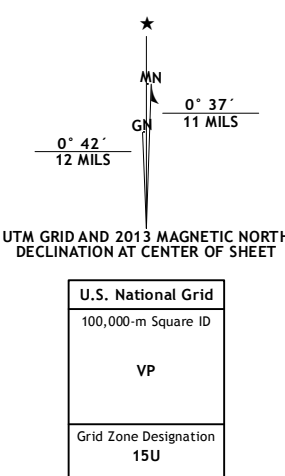 ★
MN
0° 37´
11 MILS
GN
0° 42´
12 MILS
UTM GRID AND 2013 MAGNETIC NORTH
DECLINATION AT CENTER OF SHEET
U.S. National Grid
100,000-m Square ID
VP
Grid Zone Designation
15U